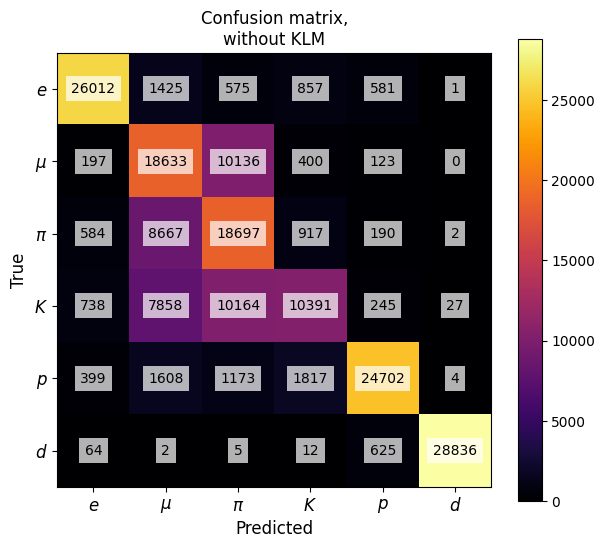 Confusion matrix,
without KLM
True
e 26012 1425 575 857 581 1
μ 197 18633 10136 400 123 0
π 584 8667 18697 917 190 2
K 738 7858 10164 10391 245 27
p 399 1608 1173 1817 24702 4
d 64 2 5 12 625 28836
e μ π K p d
Predicted
25000
20000
15000
10000
5000
0